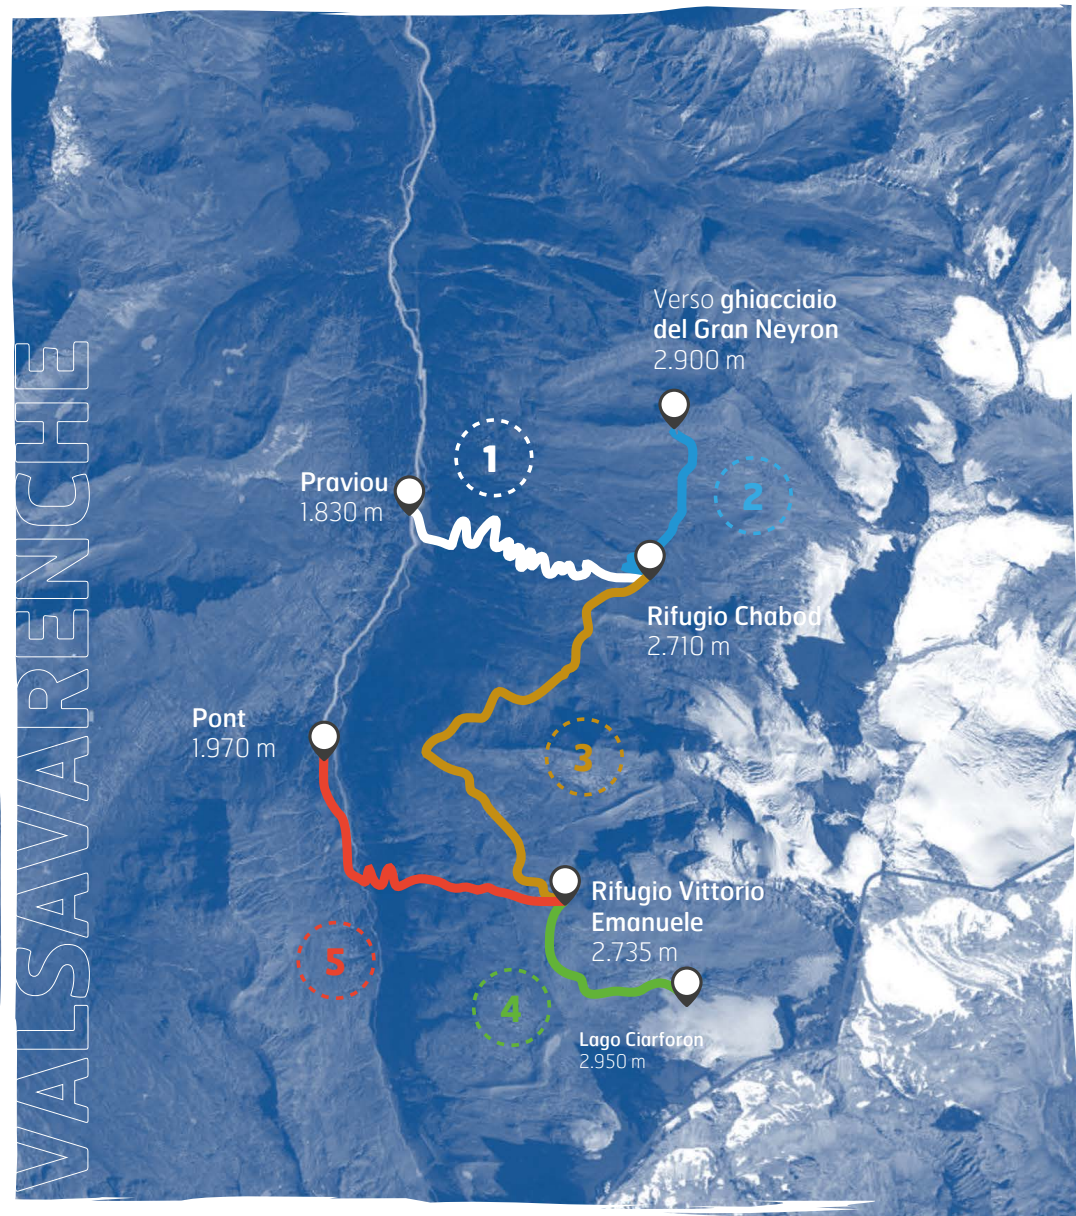 VALSAVARENCHE
Verso ghiacciaio
del Gran Neyron
2.900 m
1
2
Praviou
1.830 m
Rifugio Chabod
2.710 m
Pont
1.970 m
3
Rifugio Vittorio
Emanuele
2.735 m
5
4
Lago Ciarforon
2.950 m